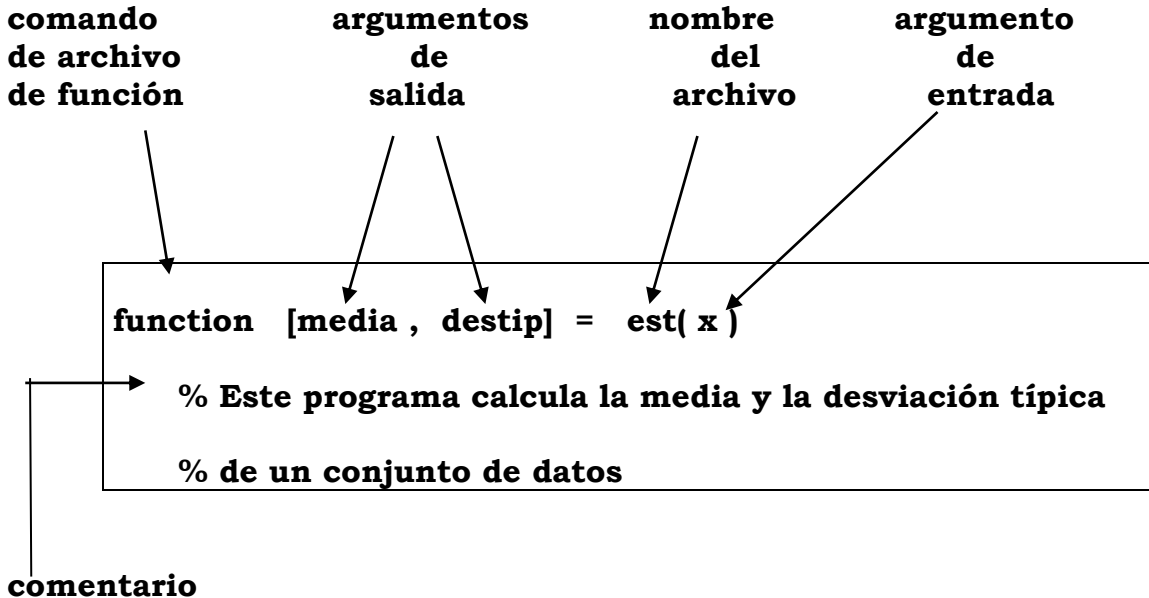 comando argumentos nombre argumento
de archivo de del de
de función salida archivo entrada
function [media , destip] = est( x )
% Este programa calcula la media y la desviación típica
% de un conjunto de datos
comentario